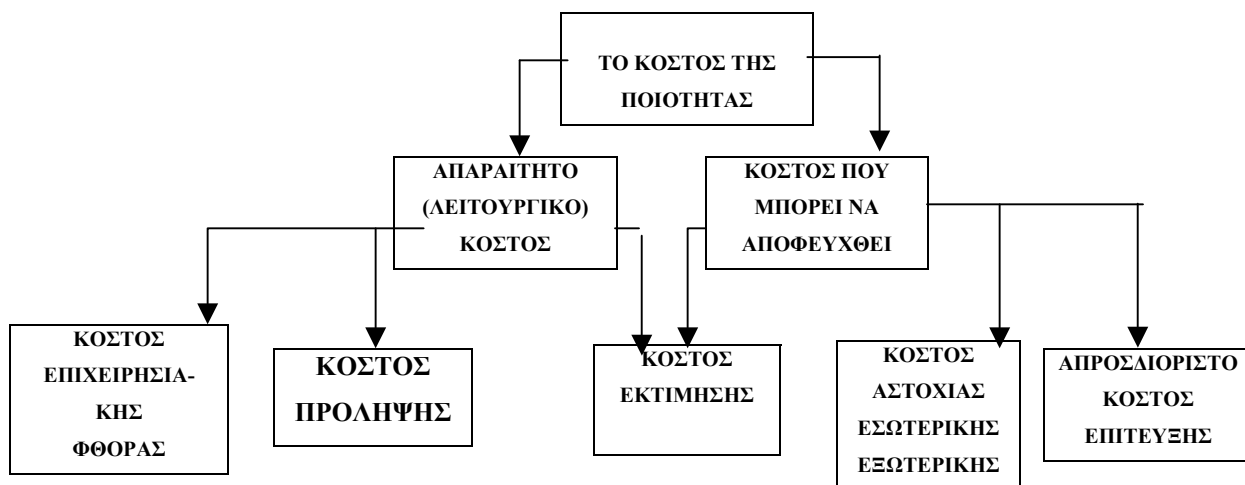 ΤΟ ΚΟΣΤΟΣ ΤΗΣ
ΠΟΙΟΤΗΤΑΣ
ΑΠΑΡΑΙΤΗΤΟ
(ΛΕΙΤΟΥΡΓΙΚΟ)
ΚΟΣΤΟΣ
ΚΟΣΤΟΣ ΠΟΥ
ΜΠΟΡΕΙ ΝΑ
ΑΠΟΦΕΥΧΘΕΙ
ΚΟΣΤΟΣ
ΕΠΙΧΕΙΡΗΣΙΑ-
ΚΗΣ
ΦΘΟΡΑΣ
ΚΟΣΤΟΣ
ΠΡΟΛΗΨΗΣ
ΚΟΣΤΟΣ
ΕΚΤΙΜΗΣΗΣ
ΚΟΣΤΟΣ
ΑΣΤΟΧΙΑΣ
ΕΣΩΤΕΡΙΚΗΣ
ΕΞΩΤΕΡΙΚΗΣ
ΑΠΡΟΣΔΙΟΡΙΣΤΟ
ΚΟΣΤΟΣ
ΕΠΙΤΕΥΞΗΣ